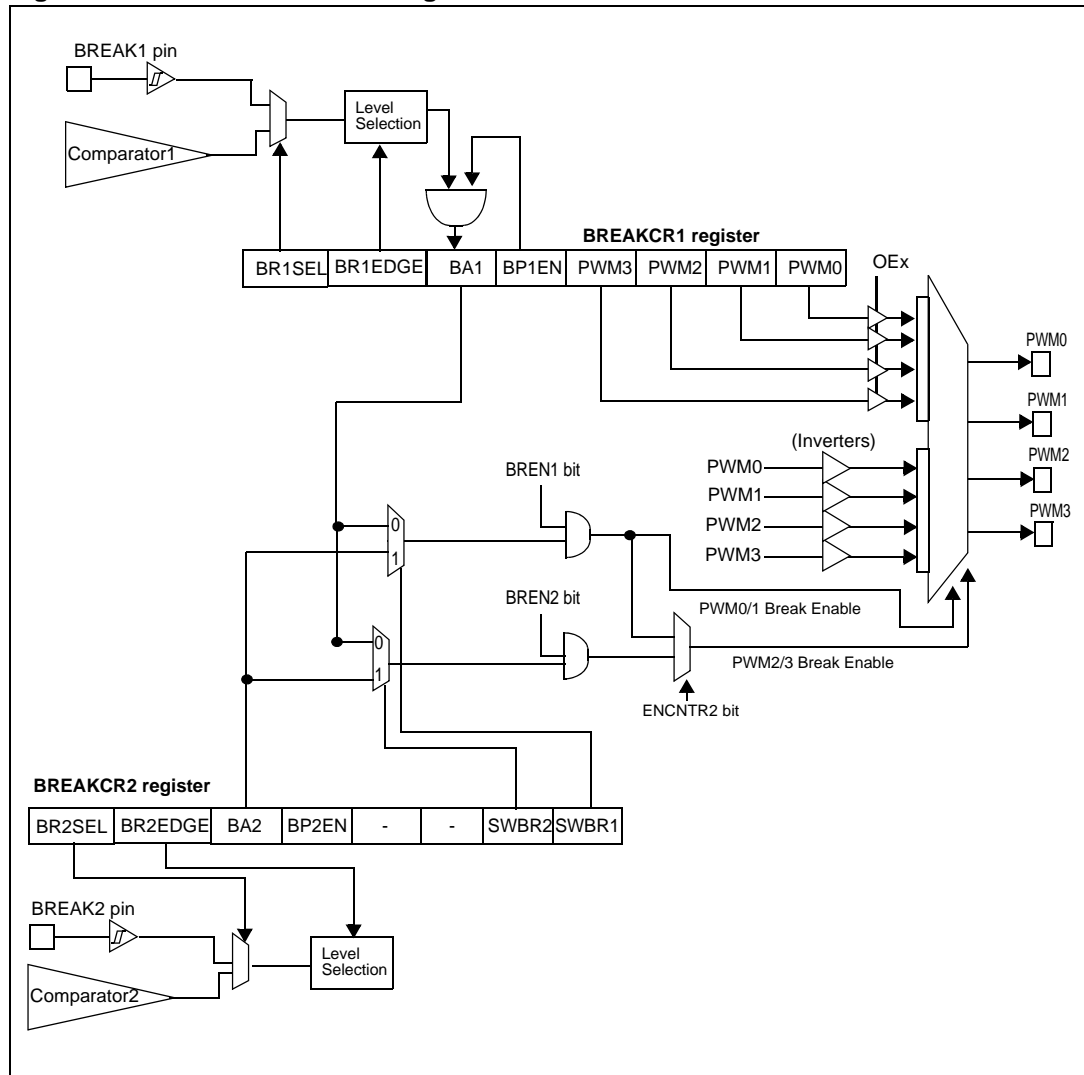 BREAK1 pin
Level
Selection
Comparator1
BREAKCR1 register
BR1SEL BR1EDGE BA1 BP1EN PWM3 PWM2 PWM1 PWM0
OEx
PWM0
PWM1
PWM2
PWM3
(Inverters)
PWM0
PWM1
PWM2
PWM3
BREN1 bit
0
1
PWM0/1 Break Enable
BREN2 bit
0
1
PWM2/3 Break Enable
ENCNTR2 bit
BREAKCR2 register
BR2SEL BR2EDGE BA2 BP2EN - - SWBR2 SWBR1
BREAK2 pin
Level
Selection
Comparator2